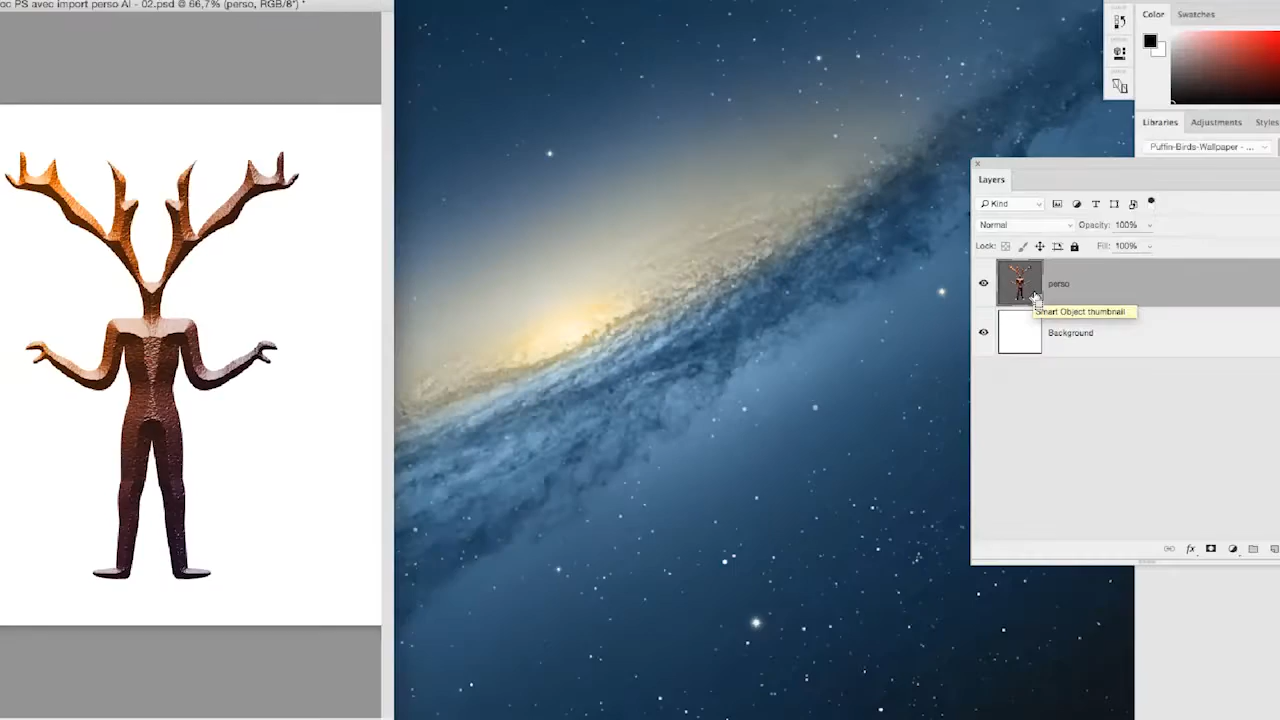 oc PS avec import perso AI - 02.psd @ 66,7% (perso, RGB/8*) *
Color
Swatches
Libraries
Adjustments
Styles
Puffin-Birds-Wallpaper - ...
Layers
Kind
Normal
Opacity: 100%
Lock:
Fill: 100%
perso
Smart Object thumbnail
Background
fx